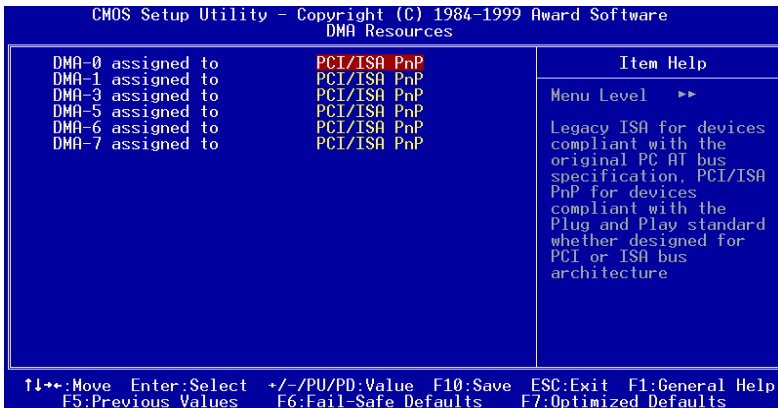 CMOS Setup Utility - Copyright (C) 1984-1999 Award Software
DMA Resources
DMA-0 assigned to PCI/ISA PnP
DMA-1 assigned to PCI/ISA PnP
DMA-3 assigned to PCI/ISA PnP
DMA-5 assigned to PCI/ISA PnP
DMA-6 assigned to PCI/ISA PnP
DMA-7 assigned to PCI/ISA PnP
Item Help
Menu Level ►►
Legacy ISA for devices
compliant with the
original PC AT bus
specification, PCI/ISA
PnP for devices
compliant with the
Plug and Play standard
whether designed for
PCI or ISA bus
architecture
↑↓→←:Move Enter:Select +/-/PU/PD:Value F10:Save ESC:Exit F1:General Help
F5:Previous Values F6:Fail-Safe Defaults F7:Optimized Defaults